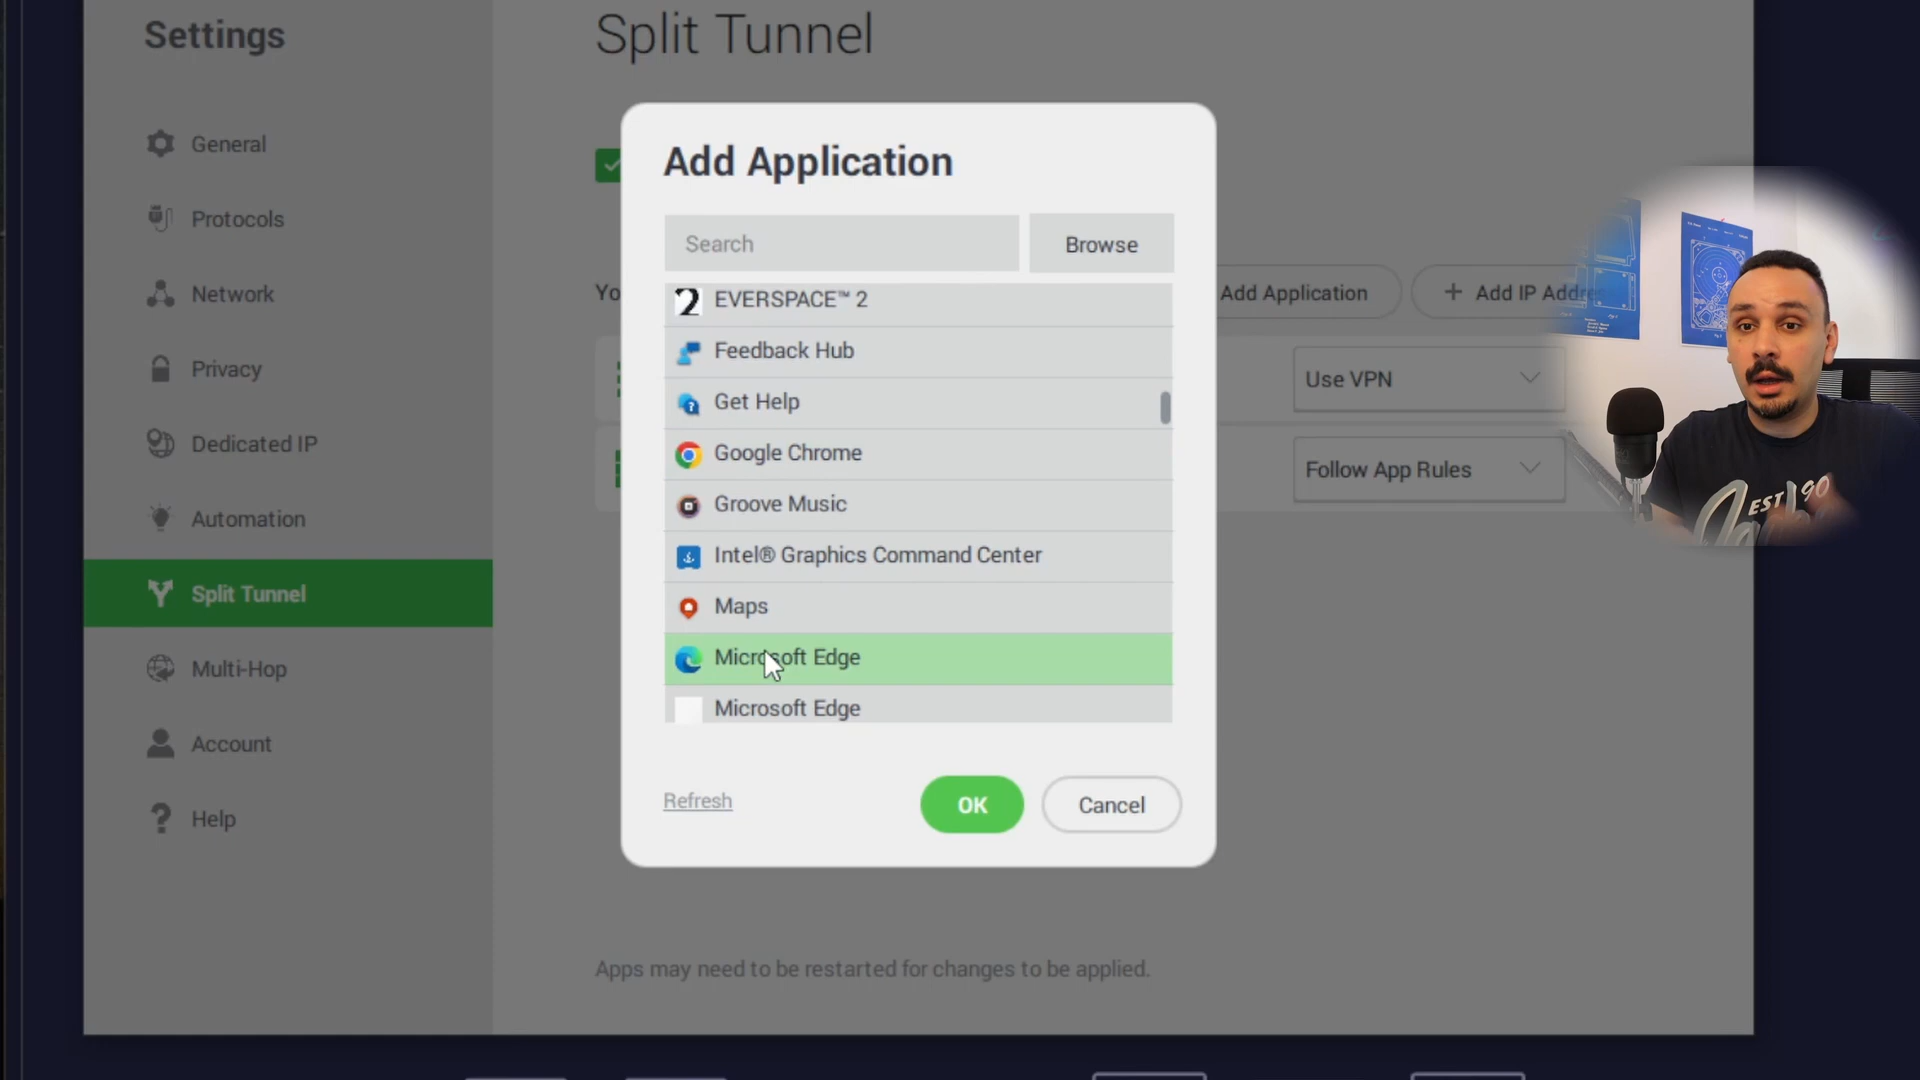 Settings
General
Protocols
Network
Privacy
Dedicated IP
Automation
Split Tunnel
Multi-Hop
Account
Help
Split Tunnel
Add Application
Search
Browse
EVERSPACE™ 2
Feedback Hub
Get Help
Google Chrome
Groove Music
Intel® Graphics Command Center
Maps
Microsoft Edge
Microsoft Edge
Refresh
OK
Cancel
Add Application
+ Add IP
Use VPN
Follow App Rules
Apps may need to be restarted for changes to be applied.
EST 90